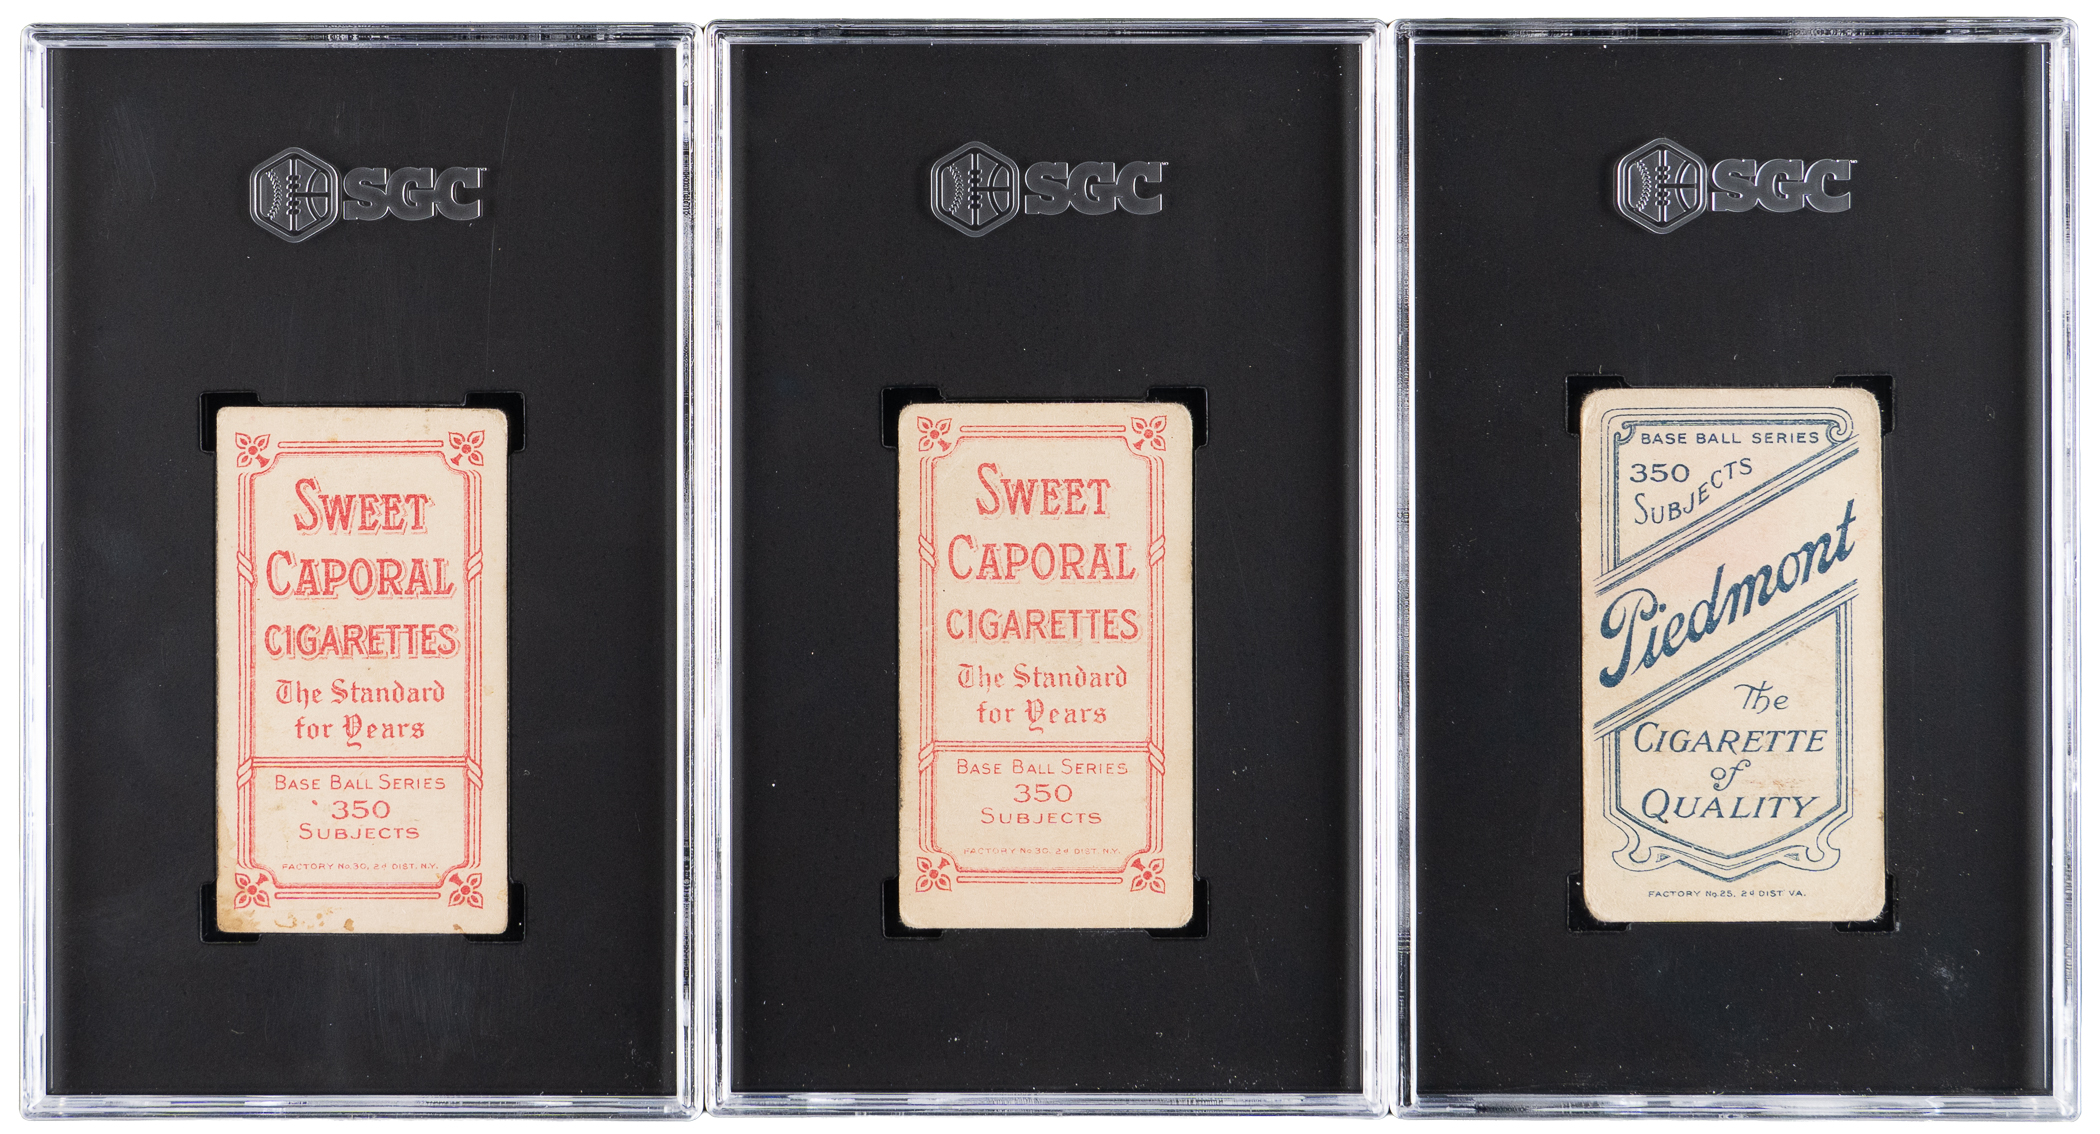 SGC
SWEET
CAPORAL
CIGARETTES
The Standard
for Years
BASE BALL SERIES
350
SUBJECTS
FACTORY No. 30, 2d DIST. N.Y.
SGC
SWEET
CAPORAL
CIGARETTES
The Standard
for Years
BASE BALL SERIES
350
SUBJECTS
FACTORY No. 30, 2d DIST. N.Y.
SGC
BASE BALL SERIES
350
SUBJECTS
Piedmont
The
CIGARETTE
of
QUALITY
FACTORY No. 25, 2d DIST VA.